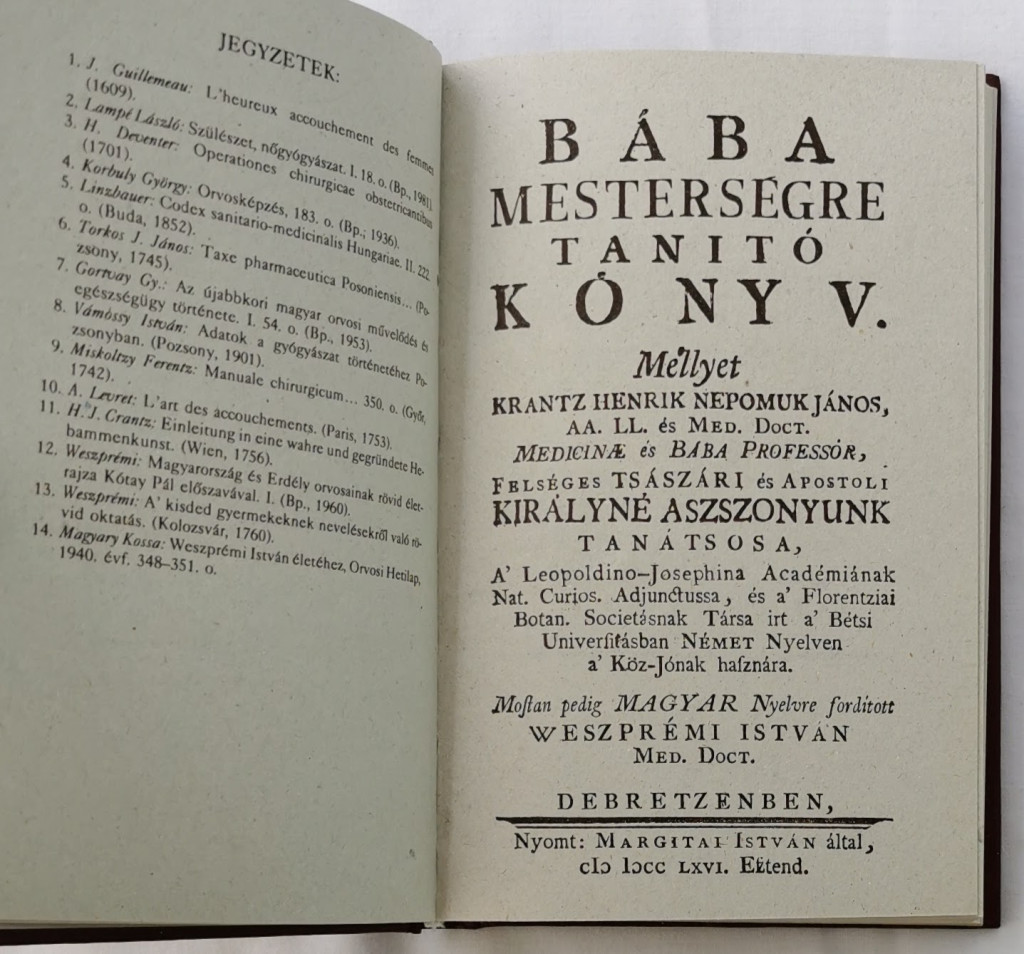 JEGYZETEK:
1. J. Guillemeau: L'heureux accouchement des femmes
(1609).
2. Lampé László: Szülészet, nőgyógyászat. I. 18. o. (Bp., 1981).
3. H. Deventer: Operationes chirurgicae obstetricantibus
(1701).
4. Korbuly György: Orvosképzés, 183. o. (Bp.; 1936).
5. Linzbauer: Codex sanitario-medicinalis Hungariae. II. 222.
o. (Buda, 1852).
6. Torkos J. János: Taxe pharmaceutica Posoniensis... (Po-
zsony, 1745).
7. Gortvay Gy.: Az újabbkori magyar orvosi művelődés és
egészségügy története. I. 54. o. (Bp., 1953).
8. Vámossy István: Adatok a gyógyászat történetéhez Po-
zsonyban. (Pozsony, 1901).
9. Miskoltzy Ferentz: Manuale chirurgicum... 350. o. (Győr,
1742).
10. A. Levret: L'art des accouchements. (Paris, 1753).
11. H. J. Crantz: Einleitung in eine wahre und gegründete He-
bammenkunst. (Wien, 1756).
12. Weszprémi: Magyarország és Erdély orvosainak rövid élet-
rajza Kótay Pál előszavával. I. (Bp., 1960).
13. Weszprémi: A' kisded gyermekeknek nevelésekről való rö-
vid oktatás. (Kolozsvár, 1760).
14. Magyary Kossa: Weszprémi István életéhez, Orvosi Hetilap,
1940. évf. 348–351. o.
BÁBA
MESTERSÉGRE
TANITÓ
KÓNYV.
Mellyet
KRANTZ HENRIK NEPOMUK JÁNOS,
AA. LL. és MED. DOCT.
MEDICINÆ és BÁBA PROFESSÓR,
FELSÉGES TSÁSZÁRI és APOSTOLI
KIRÁLYNÉ ASZSZONYUNK
TANÁTSOSA,
A' Leopoldino–Josephina Académiának
Nat. Curios. Adjunctussa, és a' Florentziai
Botan. Societásnak Társa irt a' Bétsi
Univerſitásban NÉMET Nyelven
a' Köz-Jónak haſznára.
Moſtan pedig MAGYAR Nyelvre fordított
WESZPRÉMI ISTVÁN
MED. DOCT.
DEBRETZENBEN,
Nyomt: MARGITAI ISTVÁN által,
cIↄ Iↄcc LXVI. Eſztend.